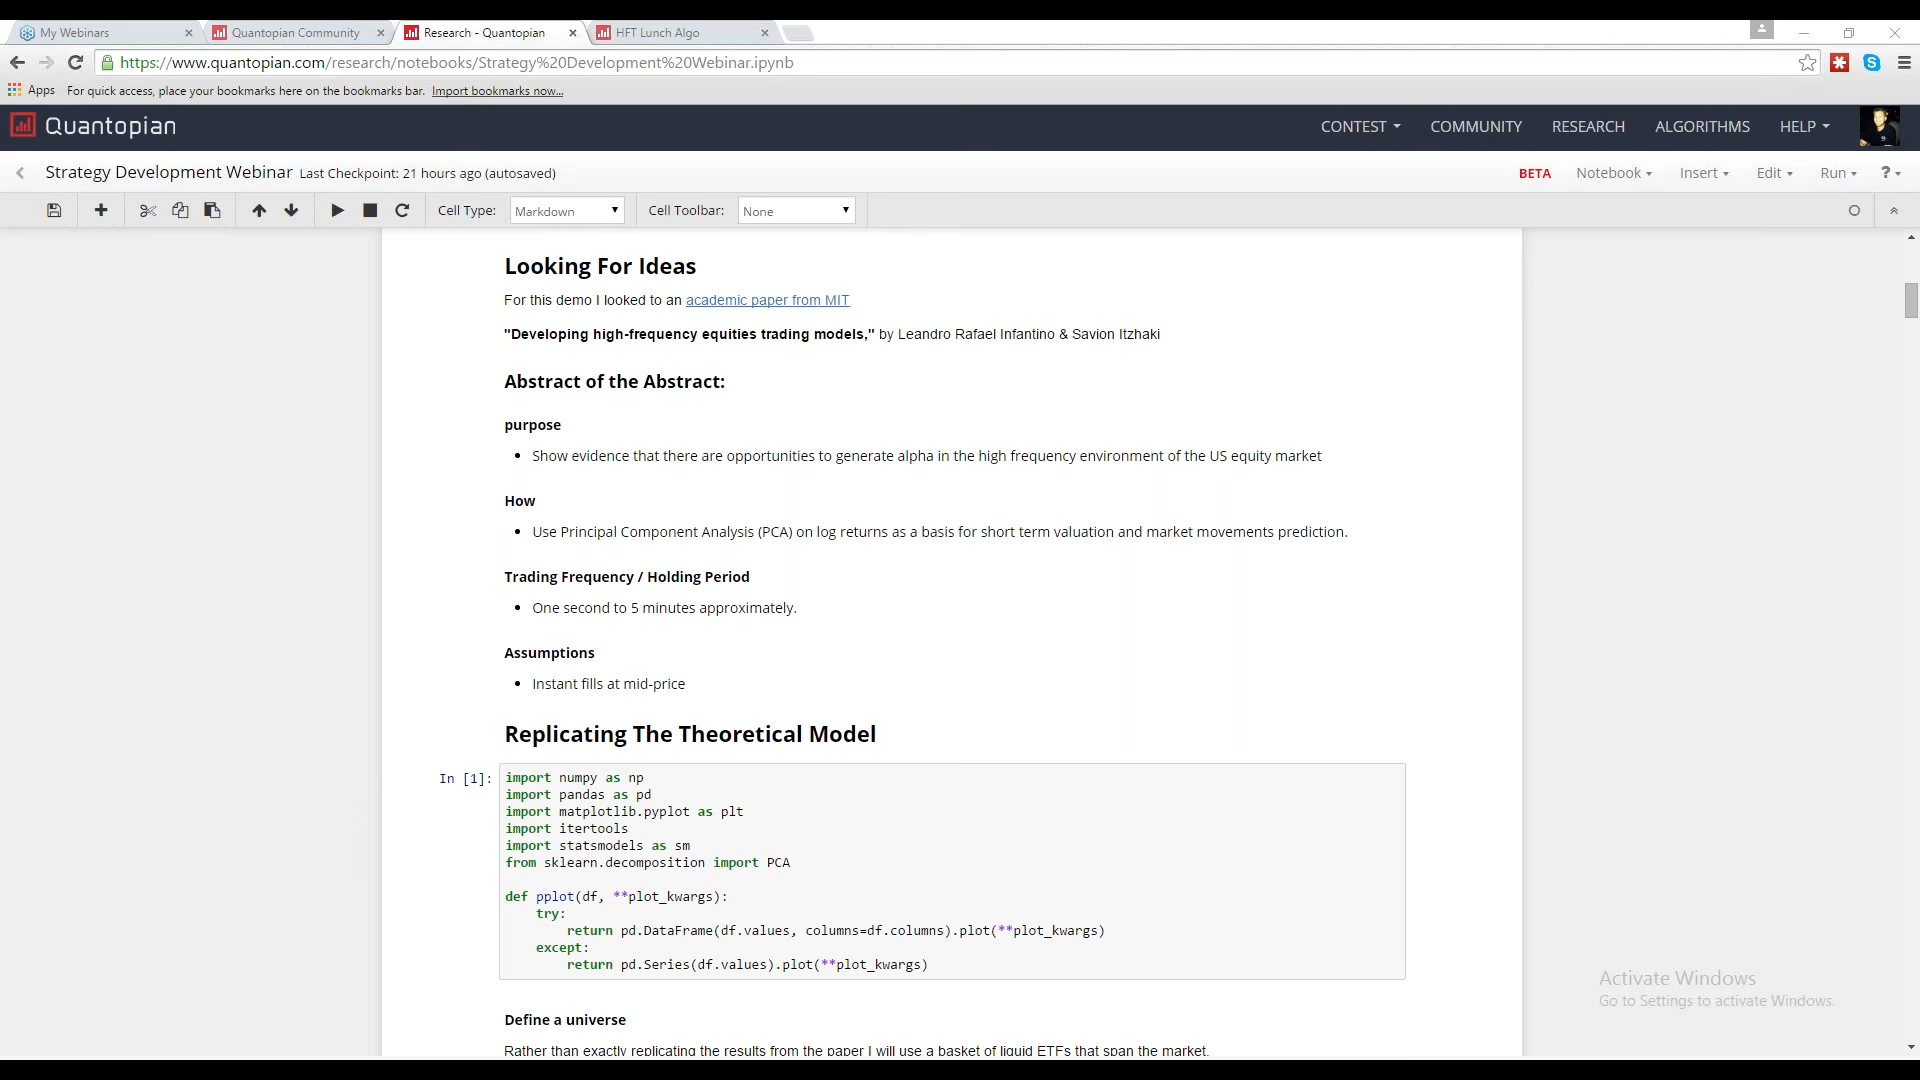 My Webinars
Quantopian Community
Research - Quantopian
HFT Lunch Algo
https://www.quantopian.com/research/notebooks/Strategy%20Development%20Webinar.ipynb
Apps For quick access, place your bookmarks here on the bookmarks bar. Import bookmarks now...
Quantopian
CONTEST COMMUNITY RESEARCH ALGORITHMS HELP
Strategy Development Webinar Last Checkpoint: 21 hours ago (autosaved)
BETA Notebook Insert Edit Run ?
Cell Type: Markdown Cell Toolbar: None
Looking For Ideas
For this demo I looked to an academic paper from MIT
"Developing high-frequency equities trading models," by Leandro Rafael Infantino & Savion Itzhaki
Abstract of the Abstract:
purpose
• Show evidence that there are opportunities to generate alpha in the high frequency environment of the US equity market
How
• Use Principal Component Analysis (PCA) on log returns as a basis for short term valuation and market movements prediction.
Trading Frequency / Holding Period
• One second to 5 minutes approximately.
Assumptions
• Instant fills at mid-price
Replicating The Theoretical Model
In [1]: import numpy as np
import pandas as pd
import matplotlib.pyplot as plt
import itertools
import statsmodels as sm
from sklearn.decomposition import PCA
def pplot(df, **plot_kwargs):
    try:
        return pd.DataFrame(df.values, columns=df.columns).plot(**plot_kwargs)
    except:
        return pd.Series(df.values).plot(**plot_kwargs)
Activate Windows
Go to Settings to activate Windows.
Define a universe
Rather than exactly replicating the results from the paper I will use a basket of liquid ETFs that span the market.